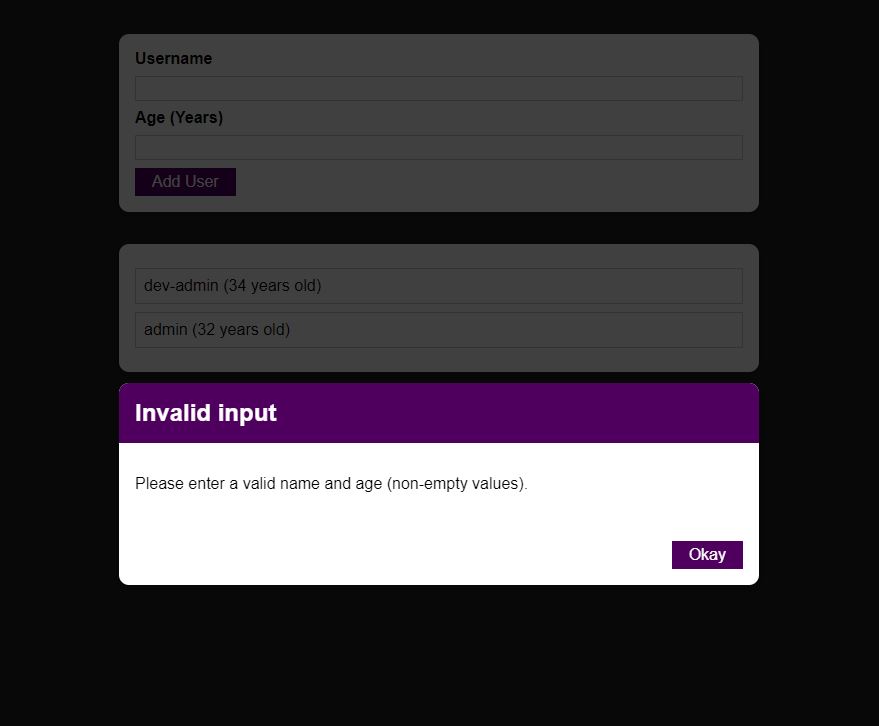 Username
Age (Years)
Add User
dev-admin (34 years old)
admin (32 years old)
Invalid input
Please enter a valid name and age (non-empty values).
Okay